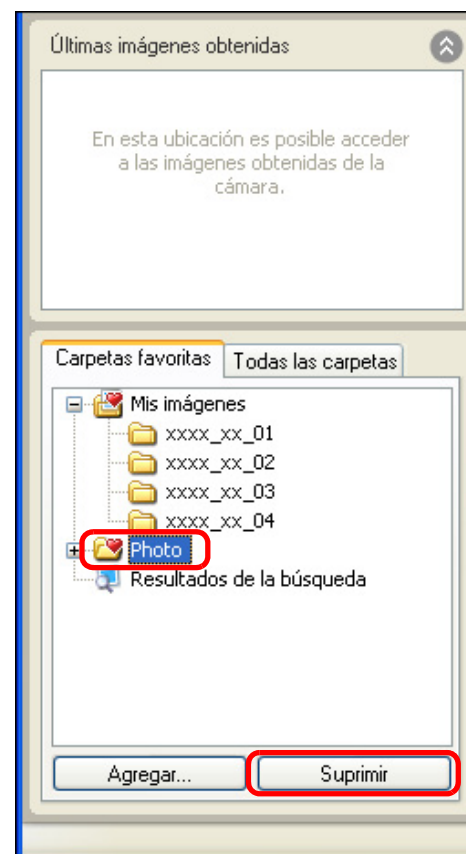 Últimas imágenes obtenidas
En esta ubicación es posible acceder
a las imágenes obtenidas de la
cámara.
Carpetas favoritas
Todas las carpetas
Mis imágenes
xxxx_xx_01
xxxx_xx_02
xxxx_xx_03
xxxx_xx_04
Photo
Resultados de la búsqueda
Agregar...
Suprimir